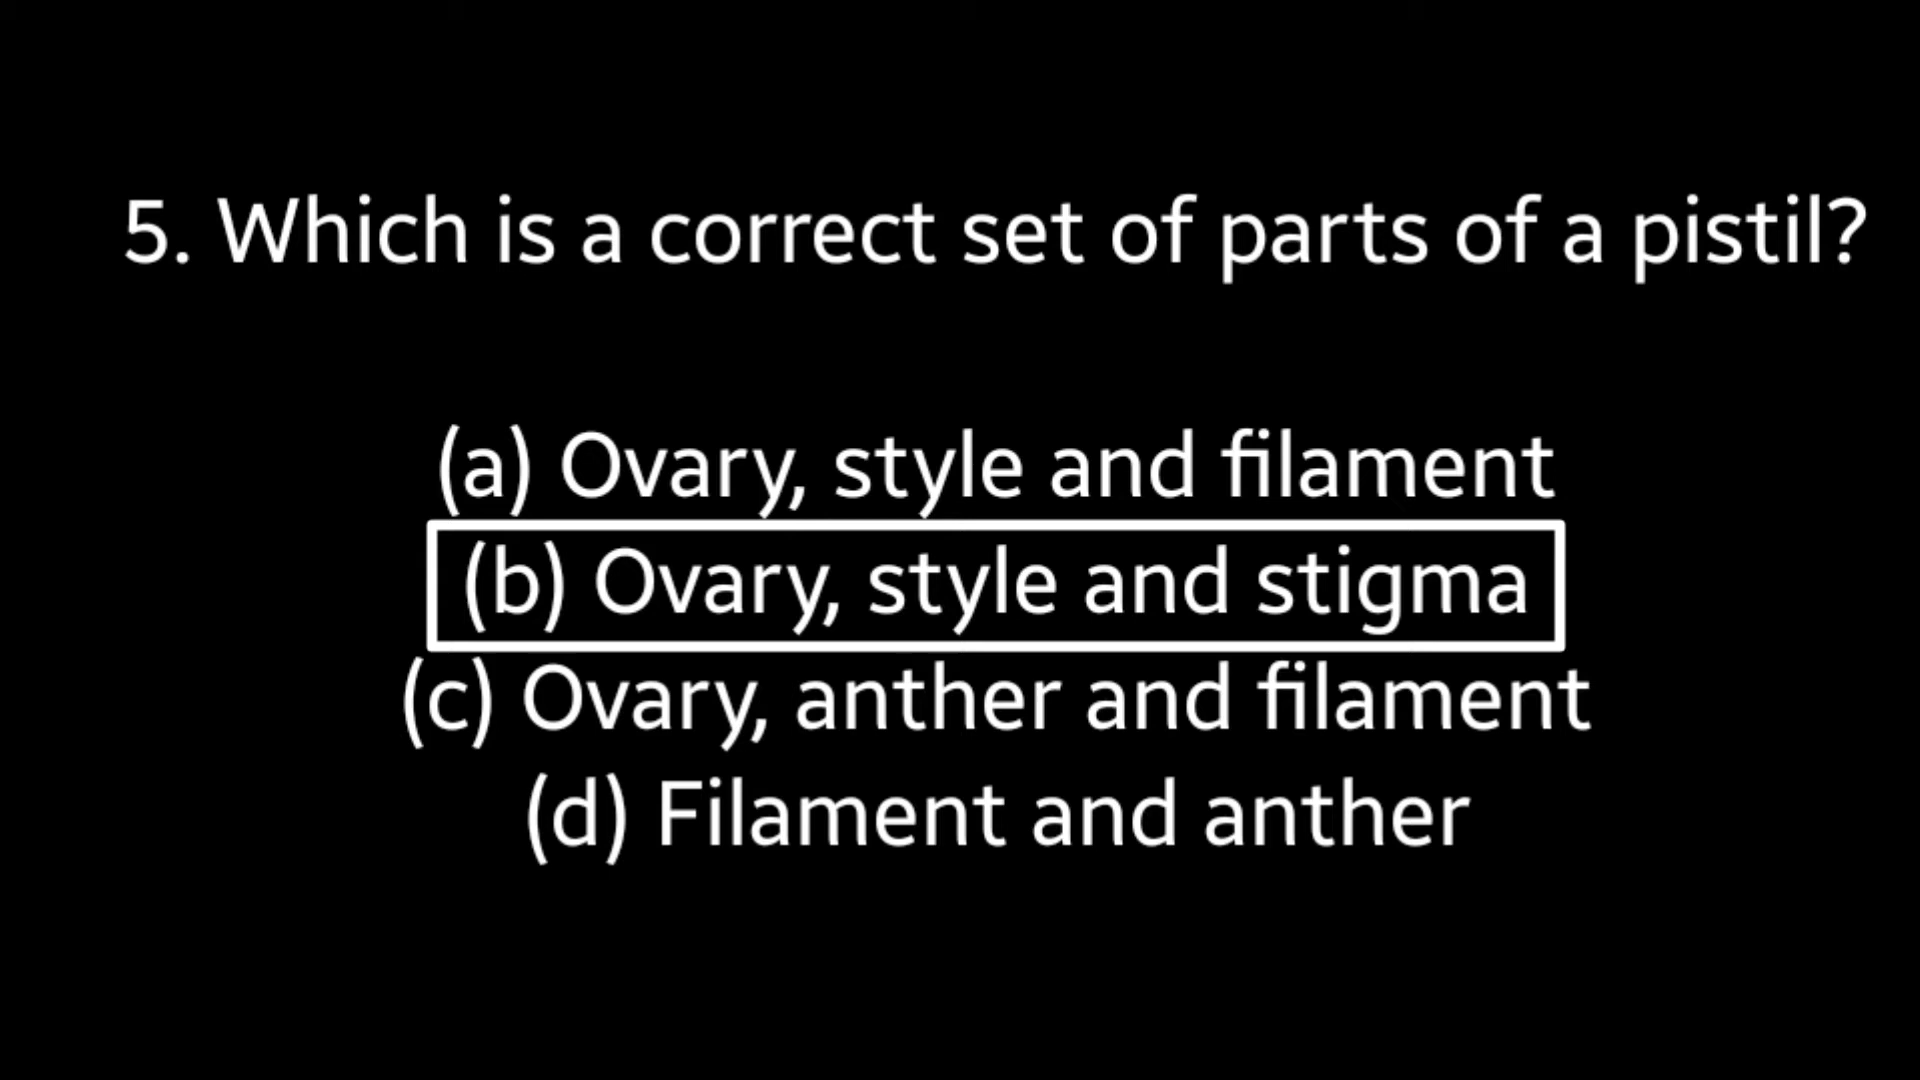 5. Which is a correct set of parts of a pistil?
(a) Ovary, style and filament
(b) Ovary, style and stigma
(c) Ovary, anther and filament
(d) Filament and anther